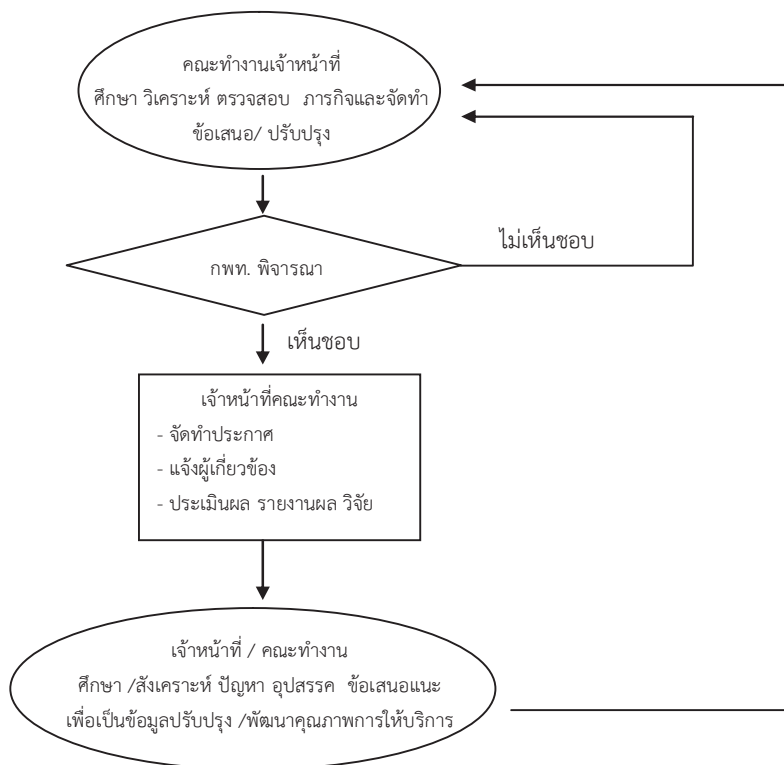 คณะทำงานเจ้าหน้าที่
ศึกษา วิเคราะห์ ตรวจสอบ ภารกิจและจัดทำ
ข้อเสนอ/ ปรับปรุง
กพท. พิจารณา
ไม่เห็นชอบ
เห็นชอบ
เจ้าหน้าที่คณะทำงาน
- จัดทำประกาศ
- แจ้งผู้เกี่ยวข้อง
- ประเมินผล รายงานผล วิจัย
เจ้าหน้าที่ / คณะทำงาน
ศึกษา /สังเคราะห์ ปัญหา อุปสรรค ข้อเสนอแนะ
เพื่อเป็นข้อมูลปรับปรุง /พัฒนาคุณภาพการให้บริการ